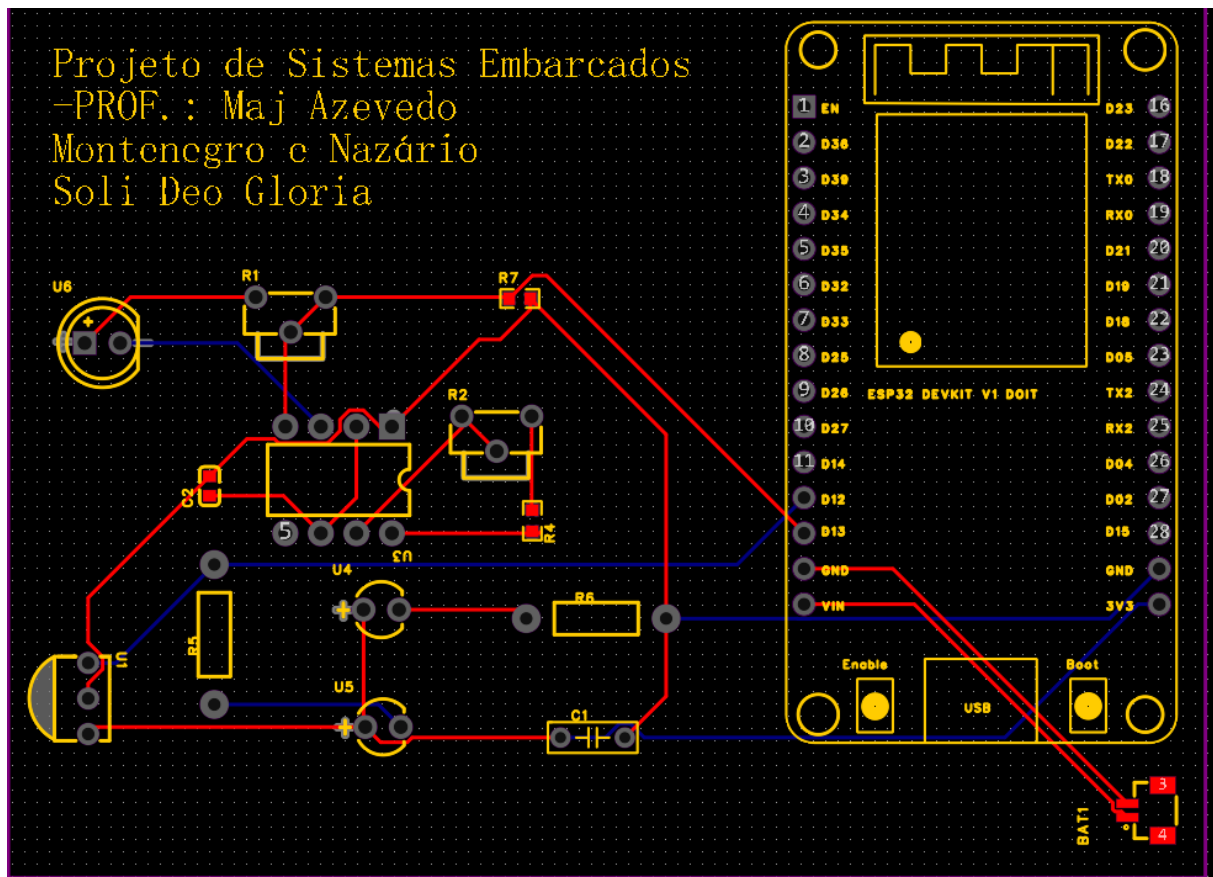 Projeto de Sistemas Embarcados
-PROF.: Maj Azevedo
Montenegro e Nazário
Soli Deo Gloria
1 EN
D23 16
2 D36
D22 17
3 D39
TX0 18
4 D34
RX0 19
5 D35
D21 20
6 D32
D19 21
7 D33
D18 22
8 D25
D05 23
9 D26
TX2 24
10 D27
RX2 25
11 D14
D04 26
D12
D02 27
D13
D15 28
GND
GND
VIN
3V3
ESP32 DEVKIT V1 DOIT
Enable
USB
Boot
U6
+
R1
R7
R2
C2
5
U3
R4
U4
+
R6
R5
U1
U5
+
C1
BAT1
3
4